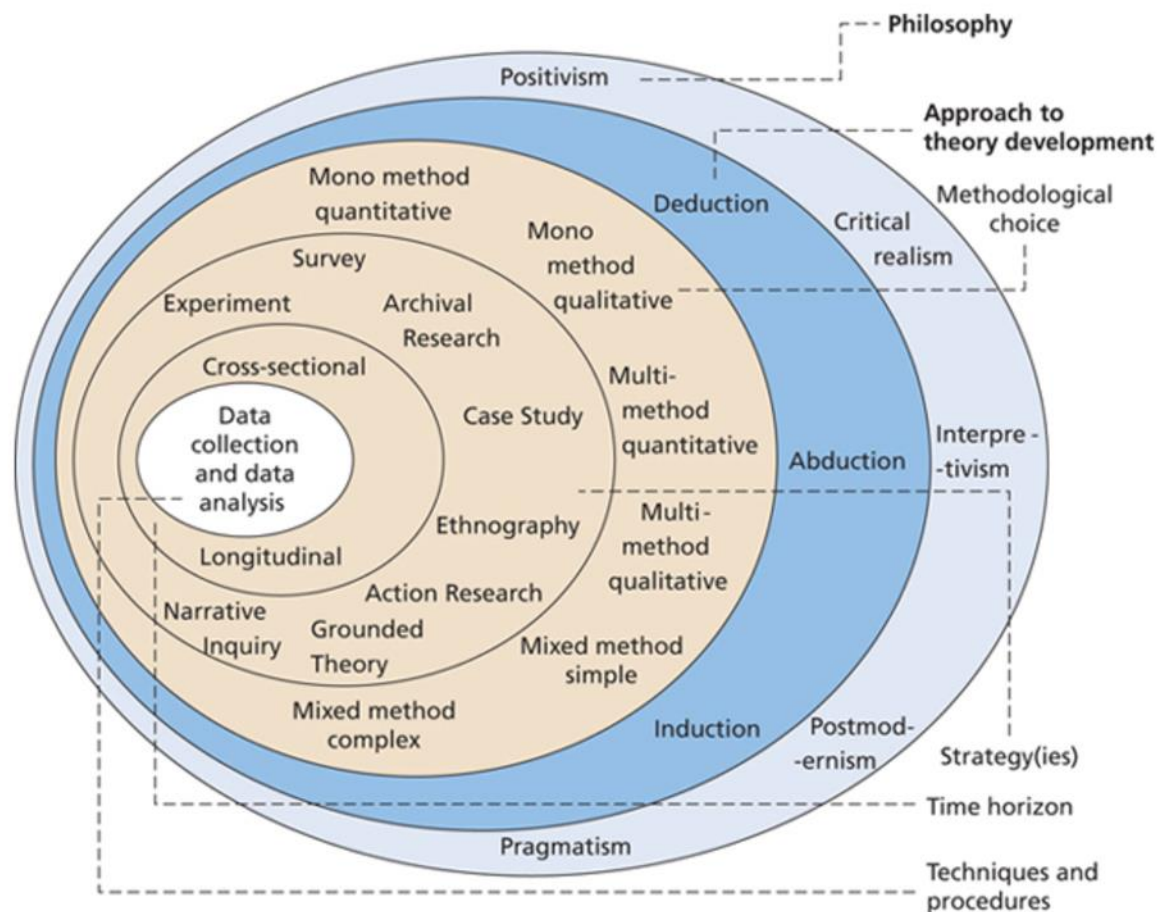 Philosophy
Positivism
Approach to
theory development
Mono method
quantitative
Deduction
Methodological
choice
Critical
realism
Mono
method
qualitative
Survey
Experiment
Archival
Research
Cross-sectional
Multi-
method
quantitative
Data
collection
and data
analysis
Case Study
Interpre -
-tivism
Abduction
Ethnography
Multi-
method
qualitative
Longitudinal
Action Research
Narrative
Inquiry
Grounded
Theory
Mixed method
simple
Mixed method
complex
Induction
Postmod-
-ernism
Strategy(ies)
Time horizon
Pragmatism
Techniques and
procedures